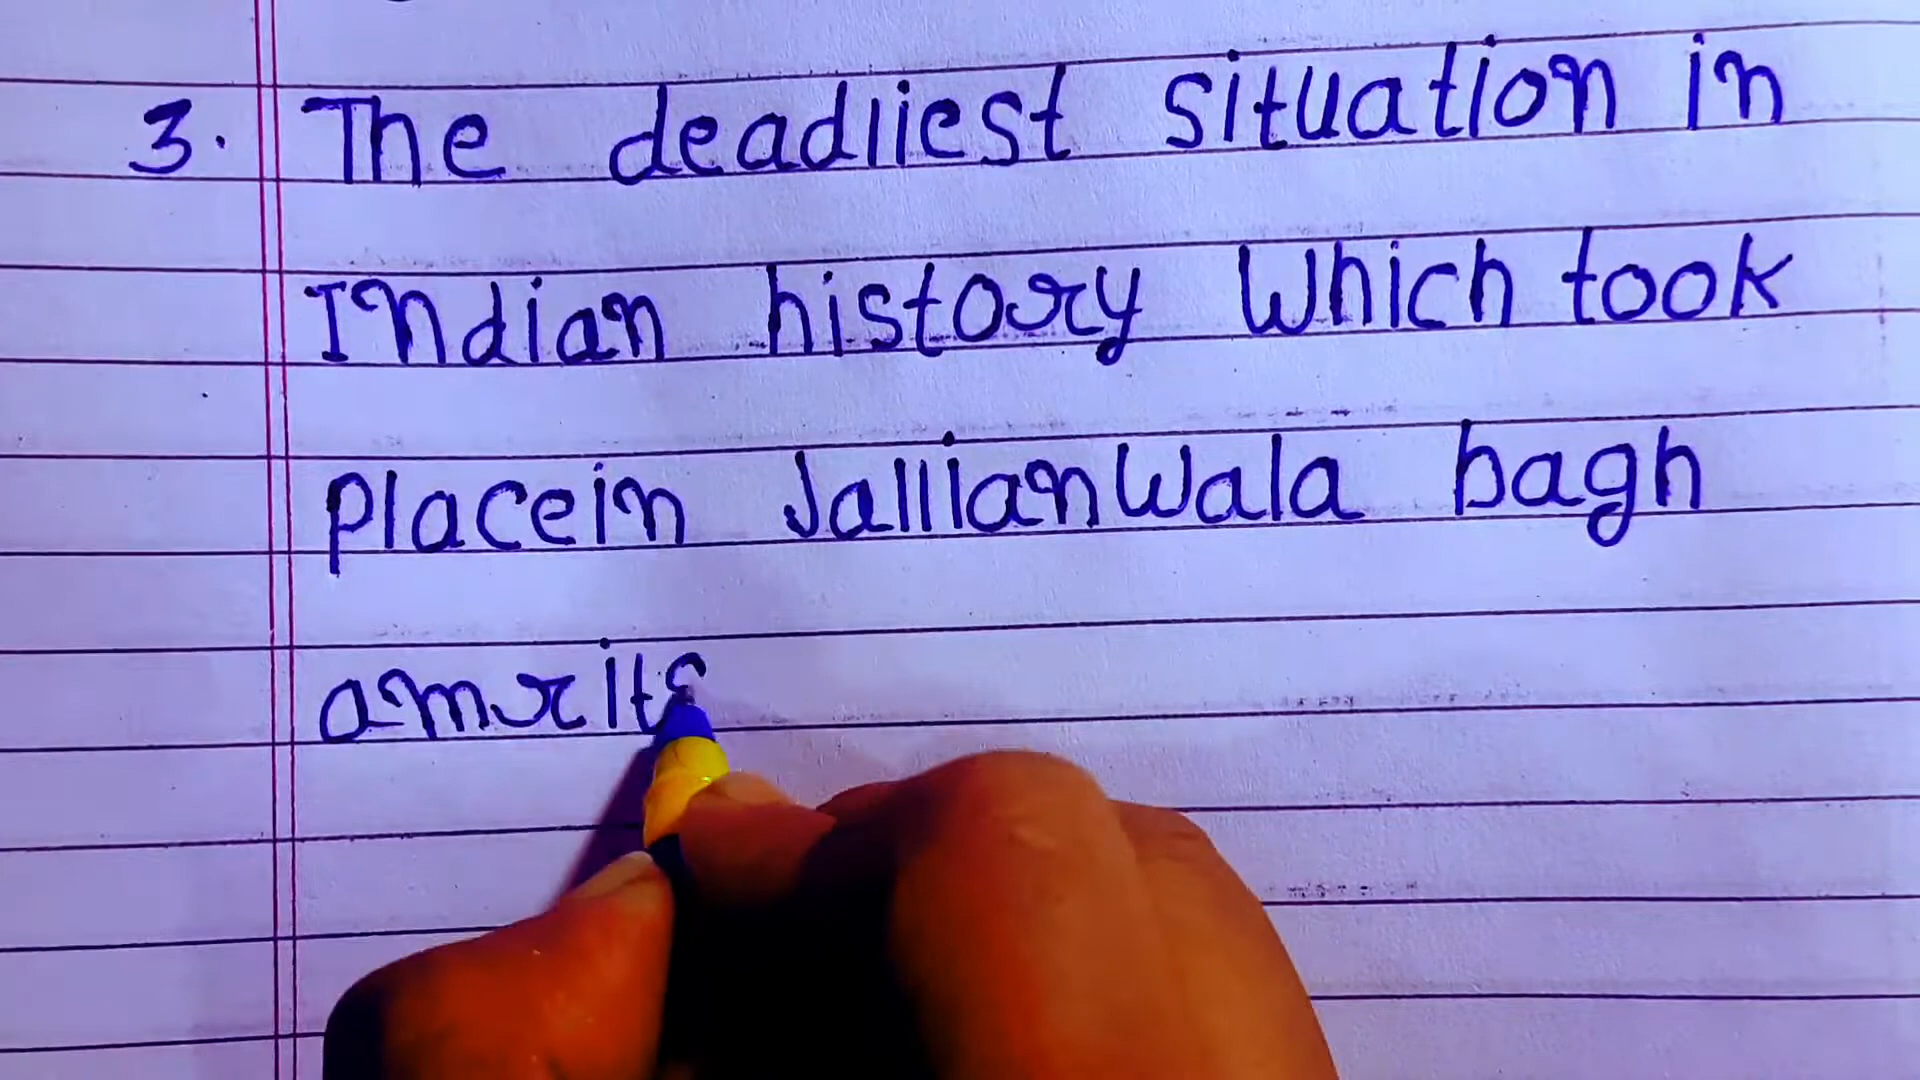 3. The deadliest situation in
Indian history Which took
placein Jallianwala bagh
amrits